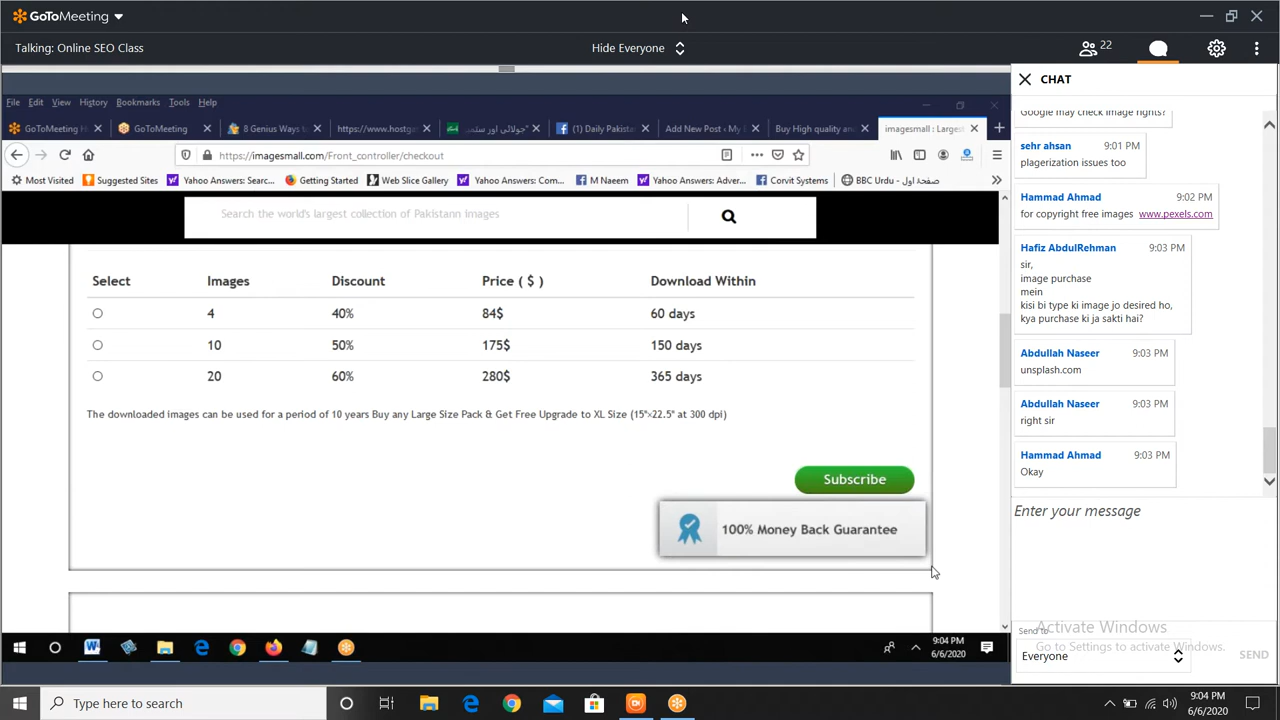 GoToMeeting
Talking: Online SEO Class
Hide Everyone
22
File Edit View History Bookmarks Tools Help
GoToMeeting H
GoToMeeting
8 Genius Ways to
https://www.hostga
جولائی اور ستمبر"
(1) Daily Pakista
Add New Post ‹ My
Buy High quality an
imagesmall : Largest
https://imagesmall.com/Front_controller/checkout
Most Visited
Suggested Sites
Yahoo Answers: Searc...
Getting Started
Web Slice Gallery
Yahoo Answers: Com...
M Naeem
Yahoo Answers: Adver...
Corvit Systems
BBC Urdu - صفحۂ اول
Search the world's largest collection of Pakistann images
Select Images Discount Price ( $ ) Download Within
4 40% 84$ 60 days
10 50% 175$ 150 days
20 60% 280$ 365 days
The downloaded images can be used for a period of 10 years Buy any Large Size Pack & Get Free Upgrade to XL Size (15"×22.5" at 300 dpi)
Subscribe
100% Money Back Guarantee
9:04 PM
6/6/2020
CHAT
Google may check image rights?
sehr ahsan 9:01 PM
plagerization issues too
Hammad Ahmad 9:02 PM
for copyright free images www.pexels.com
Hafiz AbdulRehman 9:03 PM
sir,
image purchase
mein
kisi bi type ki image jo desired ho,
kya purchase ki ja sakti hai?
Abdullah Naseer 9:03 PM
unsplash.com
Abdullah Naseer 9:03 PM
right sir
Hammad Ahmad 9:03 PM
Okay
Enter your message
Activate Windows
Go to Settings to activate Windows.
Send to
Everyone
SEND
Type here to search
9:04 PM
6/6/2020